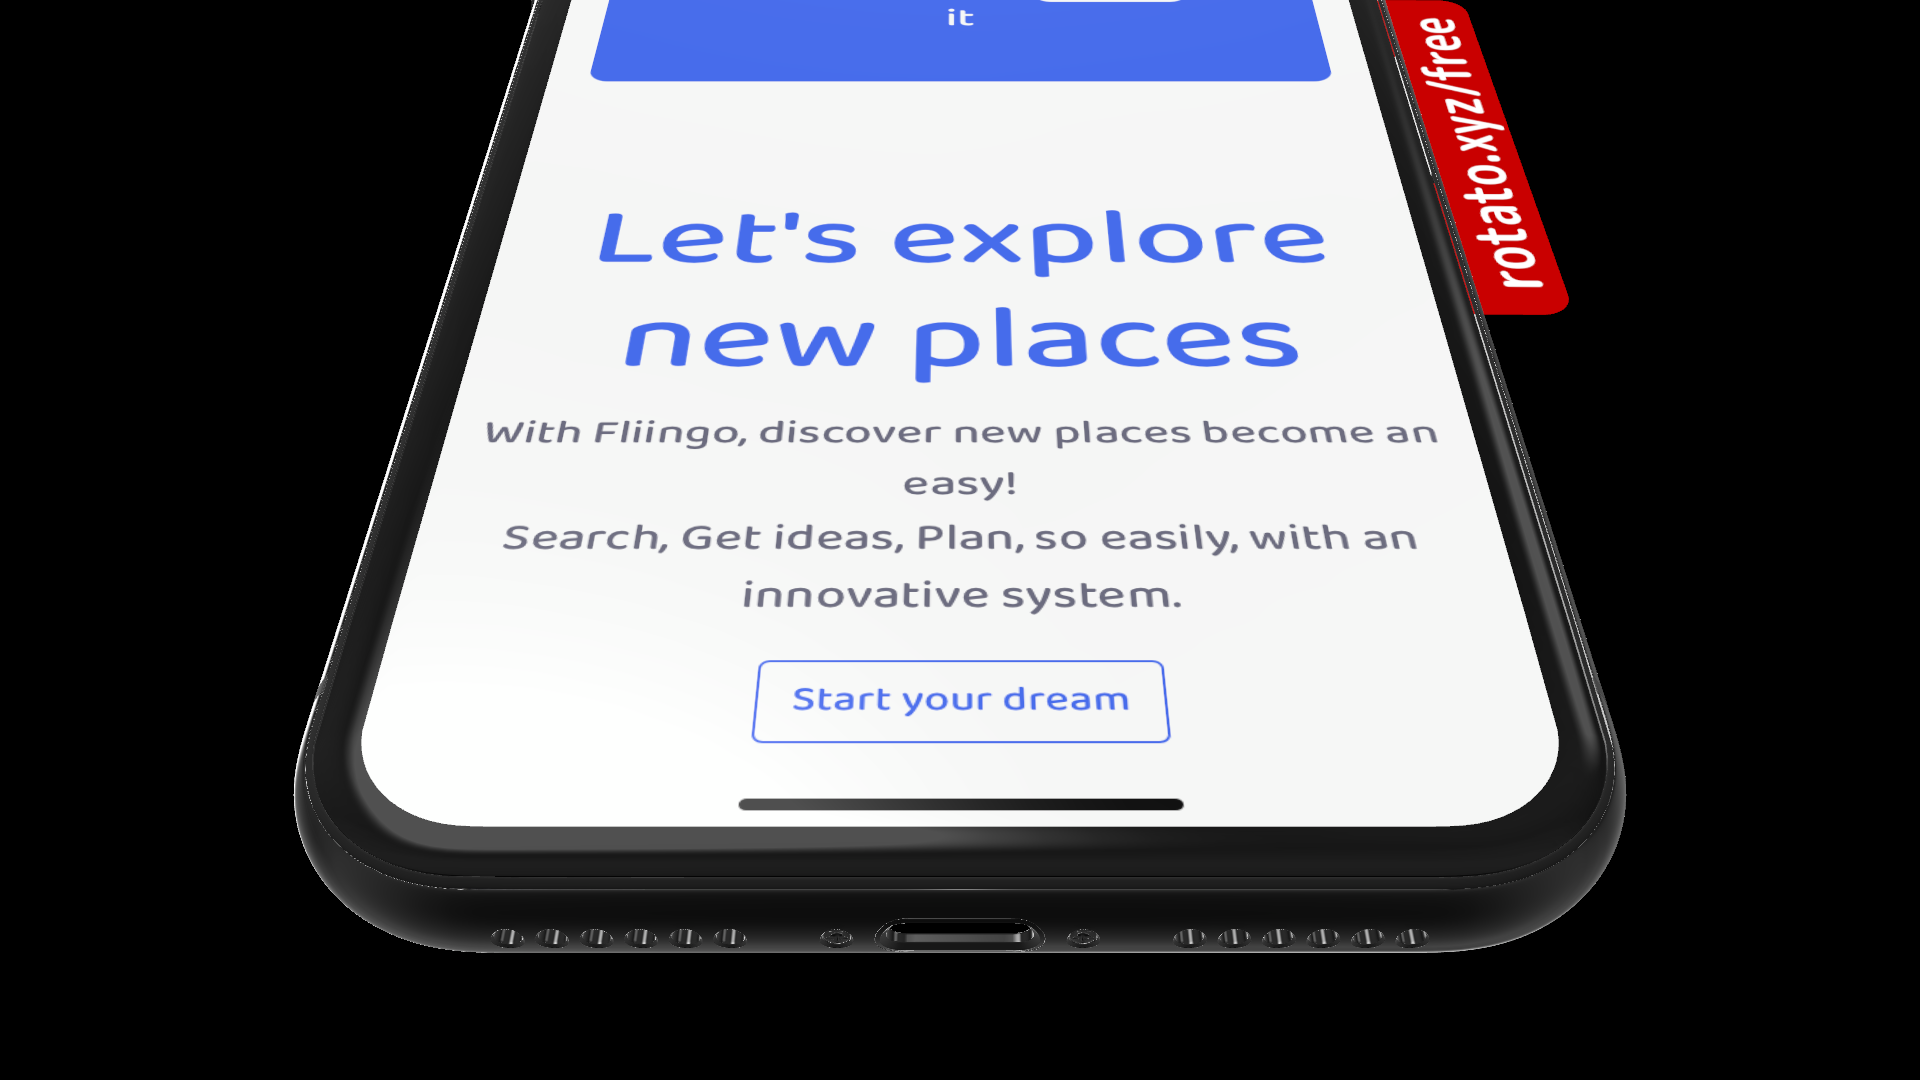 it
rotato.xyz/free
Let's explore
new places
With Fliingo, discover new places become an
easy!
Search, Get ideas, Plan, so easily, with an
innovative system.
Start your dream